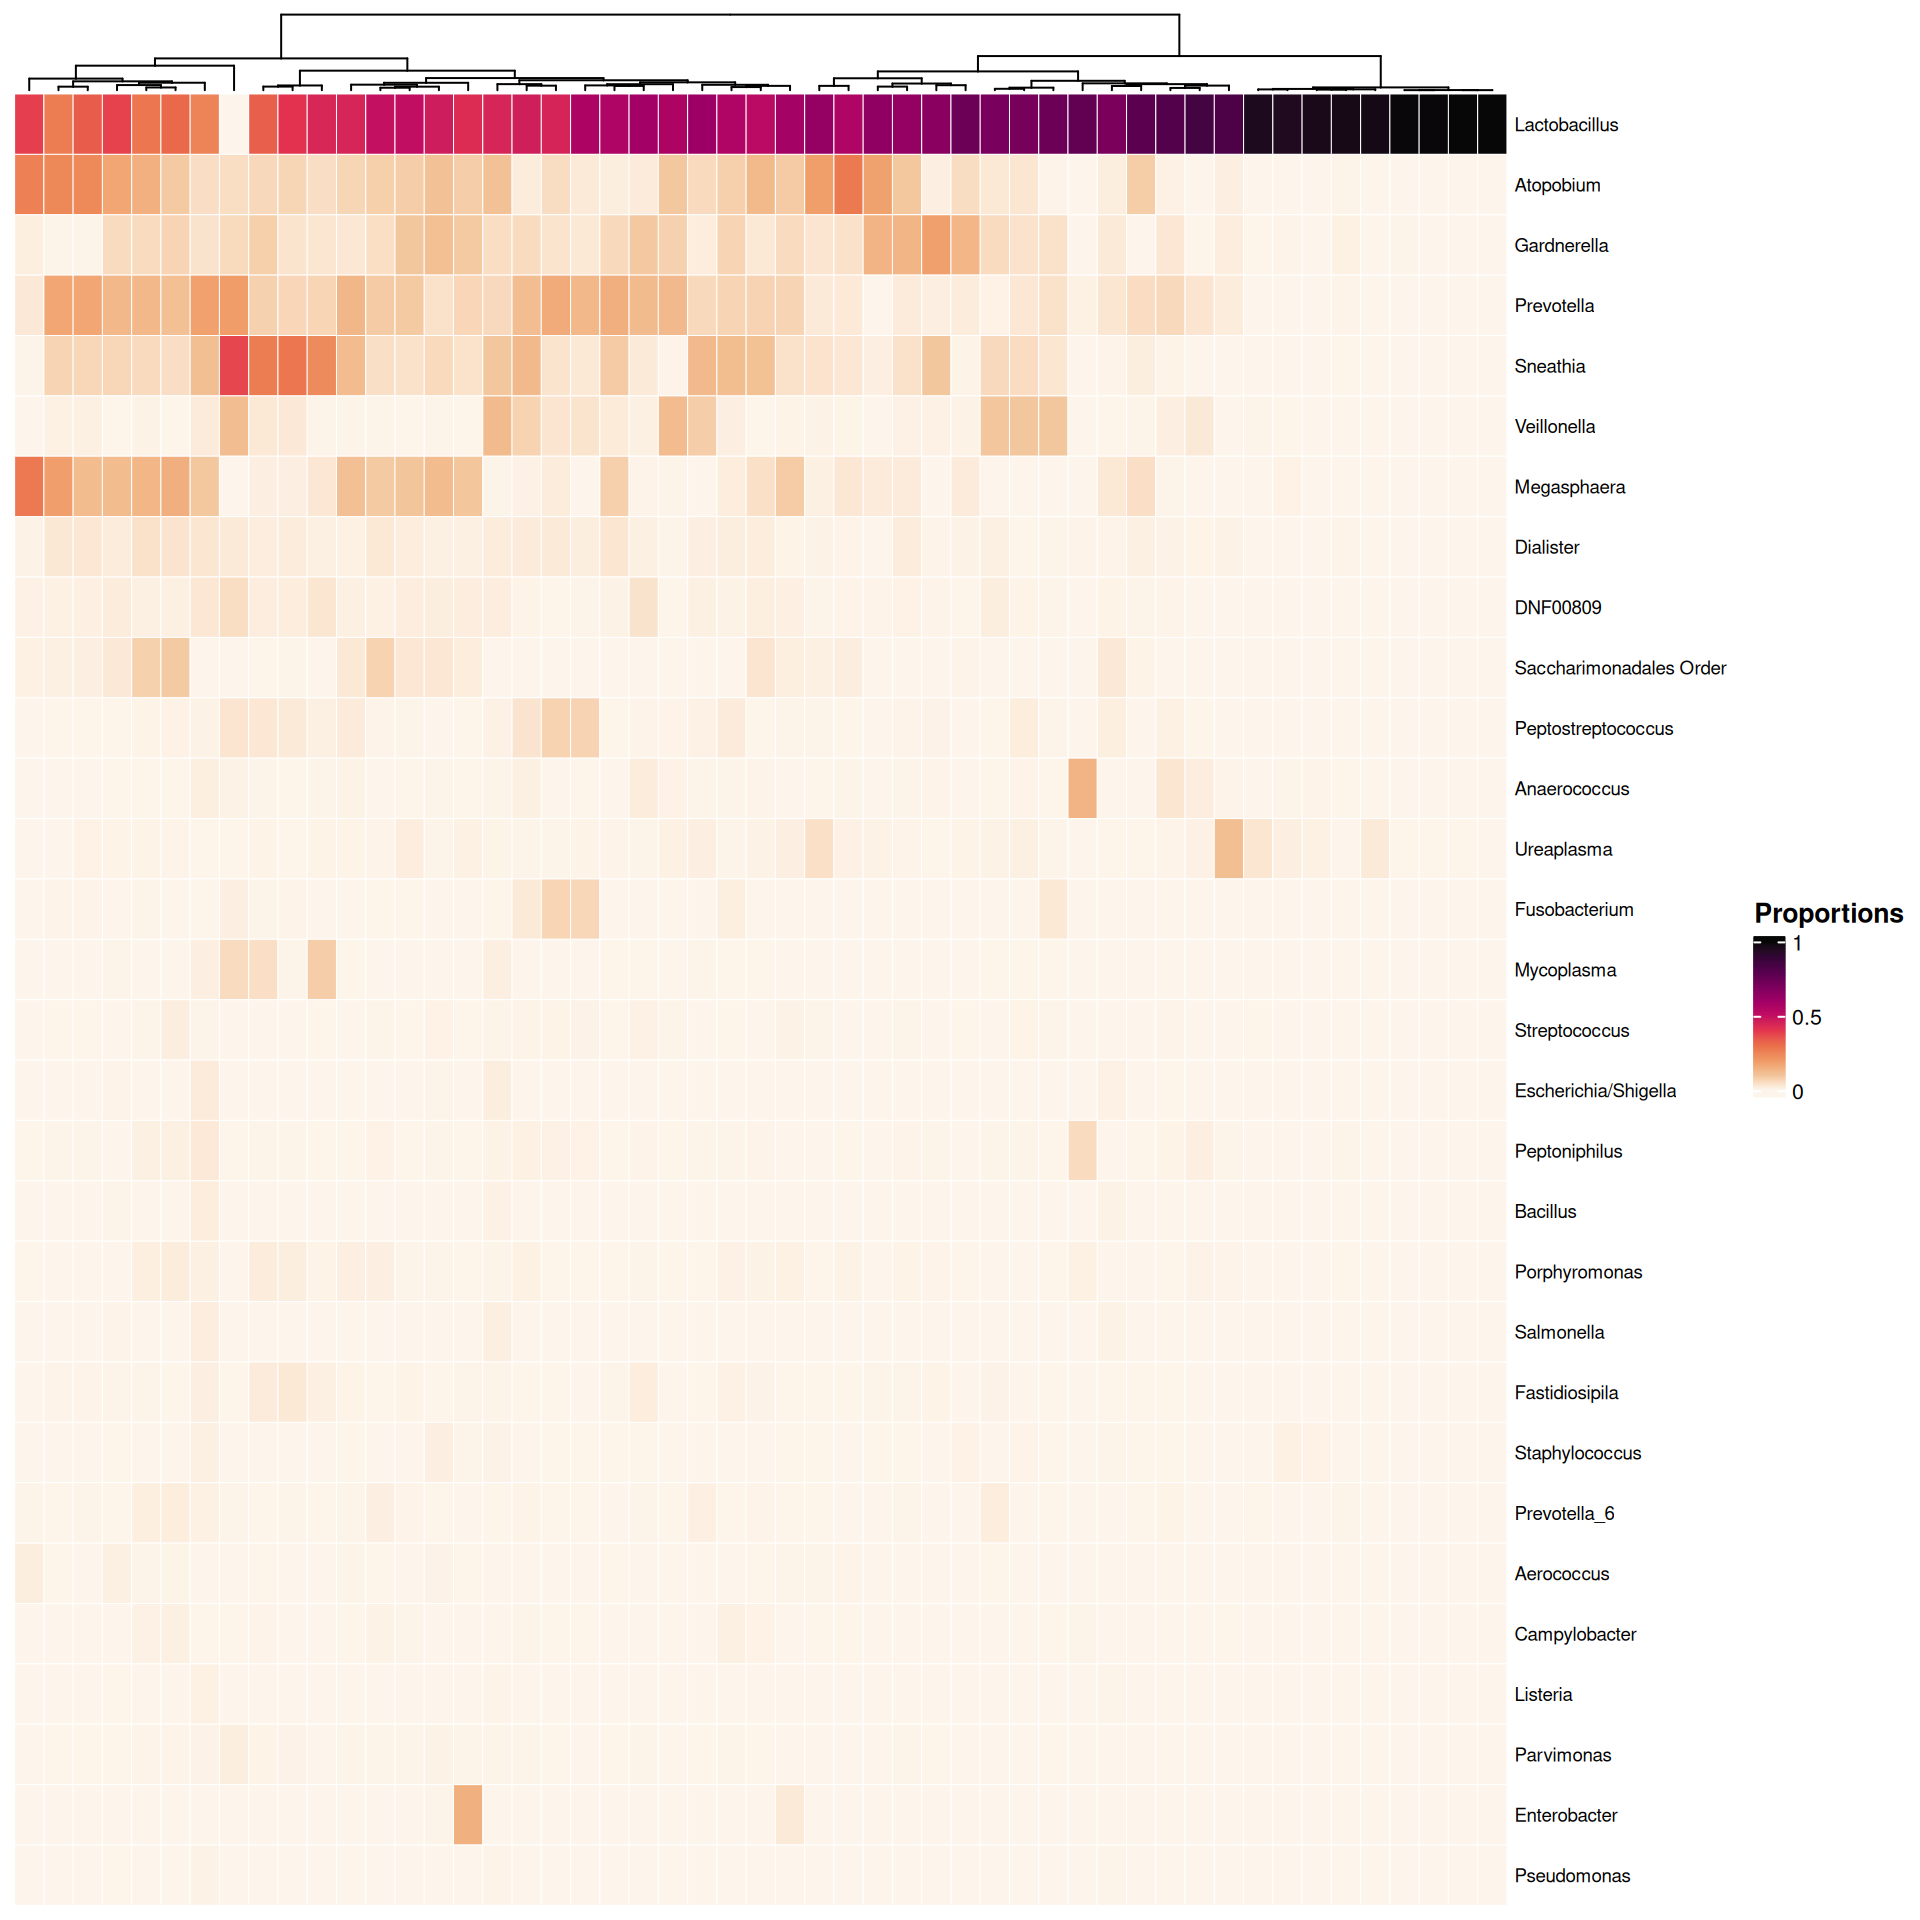 Lactobacillus
Atopobium
Gardnerella
Prevotella
Sneathia
Veillonella
Megasphaera
Dialister
DNF00809
Saccharimonadales Order
Peptostreptococcus
Anaerococcus
Ureaplasma
Fusobacterium
Mycoplasma
Streptococcus
Escherichia/Shigella
Peptoniphilus
Bacillus
Porphyromonas
Salmonella
Fastidiosipila
Staphylococcus
Prevotella_6
Aerococcus
Campylobacter
Listeria
Parvimonas
Enterobacter
Pseudomonas
Proportions
1
0.5
0